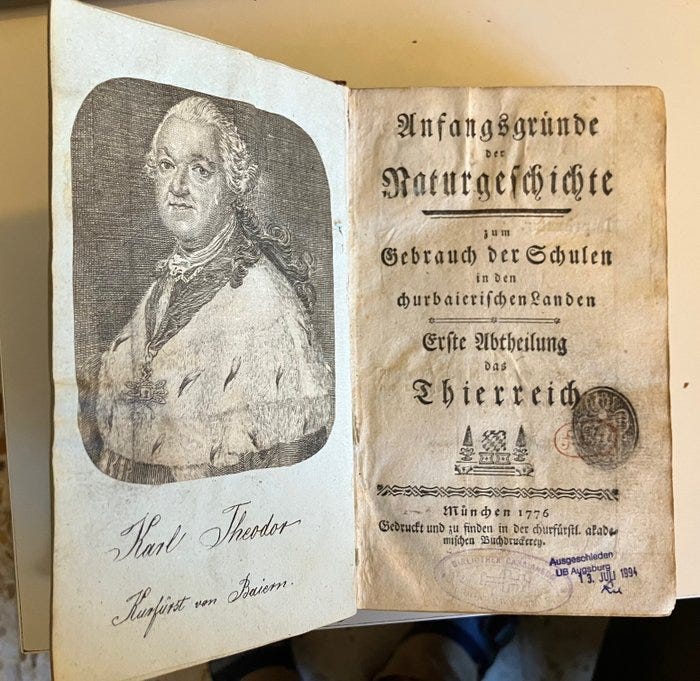 Karl Theodor
Kurfürst von Baiern.
Anfangsgründe
der
Naturgeschichte
zum
Gebrauch der Schulen
in den
churbaierischen Landen
Erste Abtheilung
das
Thierreich
München 1776
Gedruckt und zu finden in der churfürstl. akade-
mischen Buchdruckerey.
BIBLIOTHEK
Ausgeschieden
UB Augsburg
13. JULI 1994